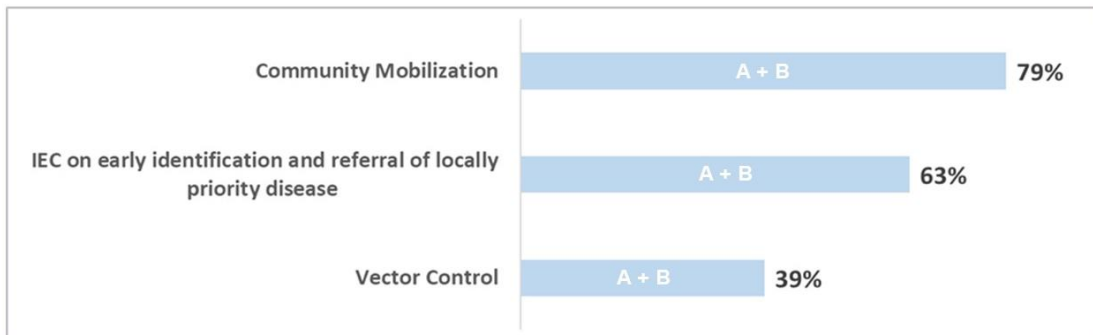 Community Mobilization
A + B
79%
IEC on early identification and referral of locally
priority disease
A + B
63%
Vector Control
A + B
39%